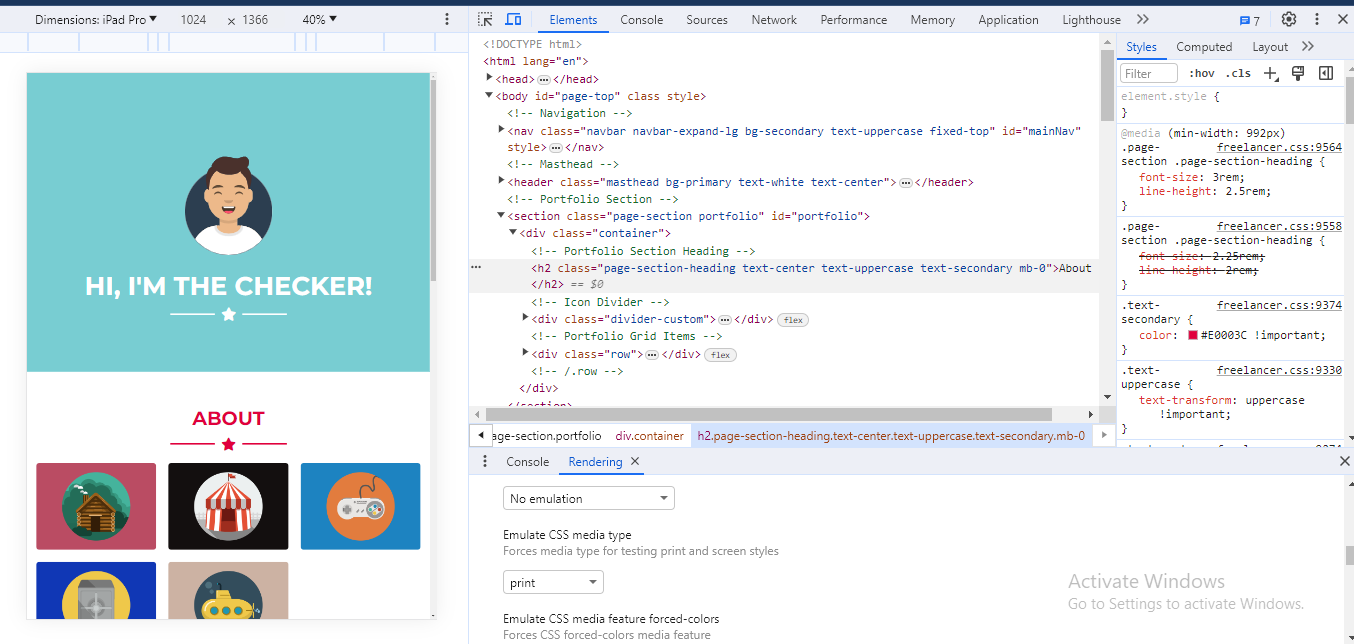 Dimensions: iPad Pro 1024 x 1366 40%
HI, I'M THE CHECKER!
ABOUT
Elements Console Sources Network Performance Memory Application Lighthouse 7
<!DOCTYPE html>
<html lang="en">
<head> </head>
<body id="page-top" class style>
<!-- Navigation -->
<nav class="navbar navbar-expand-lg bg-secondary text-uppercase fixed-top" id="mainNav"
style> </nav>
<!-- Masthead -->
<header class="masthead bg-primary text-white text-center"> </header>
<!-- Portfolio Section -->
<section class="page-section portfolio" id="portfolio">
<div class="container">
<!-- Portfolio Section Heading -->
<h2 class="page-section-heading text-center text-uppercase text-secondary mb-0">About
</h2> == $0
<!-- Icon Divider -->
<div class="divider-custom"> </div> flex
<!-- Portfolio Grid Items -->
<div class="row"> </div> flex
<!-- /.row -->
</div>
</section>
age-section.portfolio div.container h2.page-section-heading.text-center.text-uppercase.text-secondary.mb-0
Styles Computed Layout
Filter :hov .cls
element.style {
}
@media (min-width: 992px)
.page- freelancer.css:9564
section .page-section-heading {
font-size: 3rem;
line-height: 2.5rem;
}
.page- freelancer.css:9558
section .page-section-heading {
font-size: 2.25rem;
line-height: 2rem;
}
.text- freelancer.css:9374
secondary {
color: #E0003C !important;
}
.text- freelancer.css:9330
uppercase {
text-transform: uppercase
!important;
}
Console Rendering
No emulation
Emulate CSS media type
Forces media type for testing print and screen styles
print
Emulate CSS media feature forced-colors
Forces CSS forced-colors media feature
Activate Windows
Go to Settings to activate Windows.